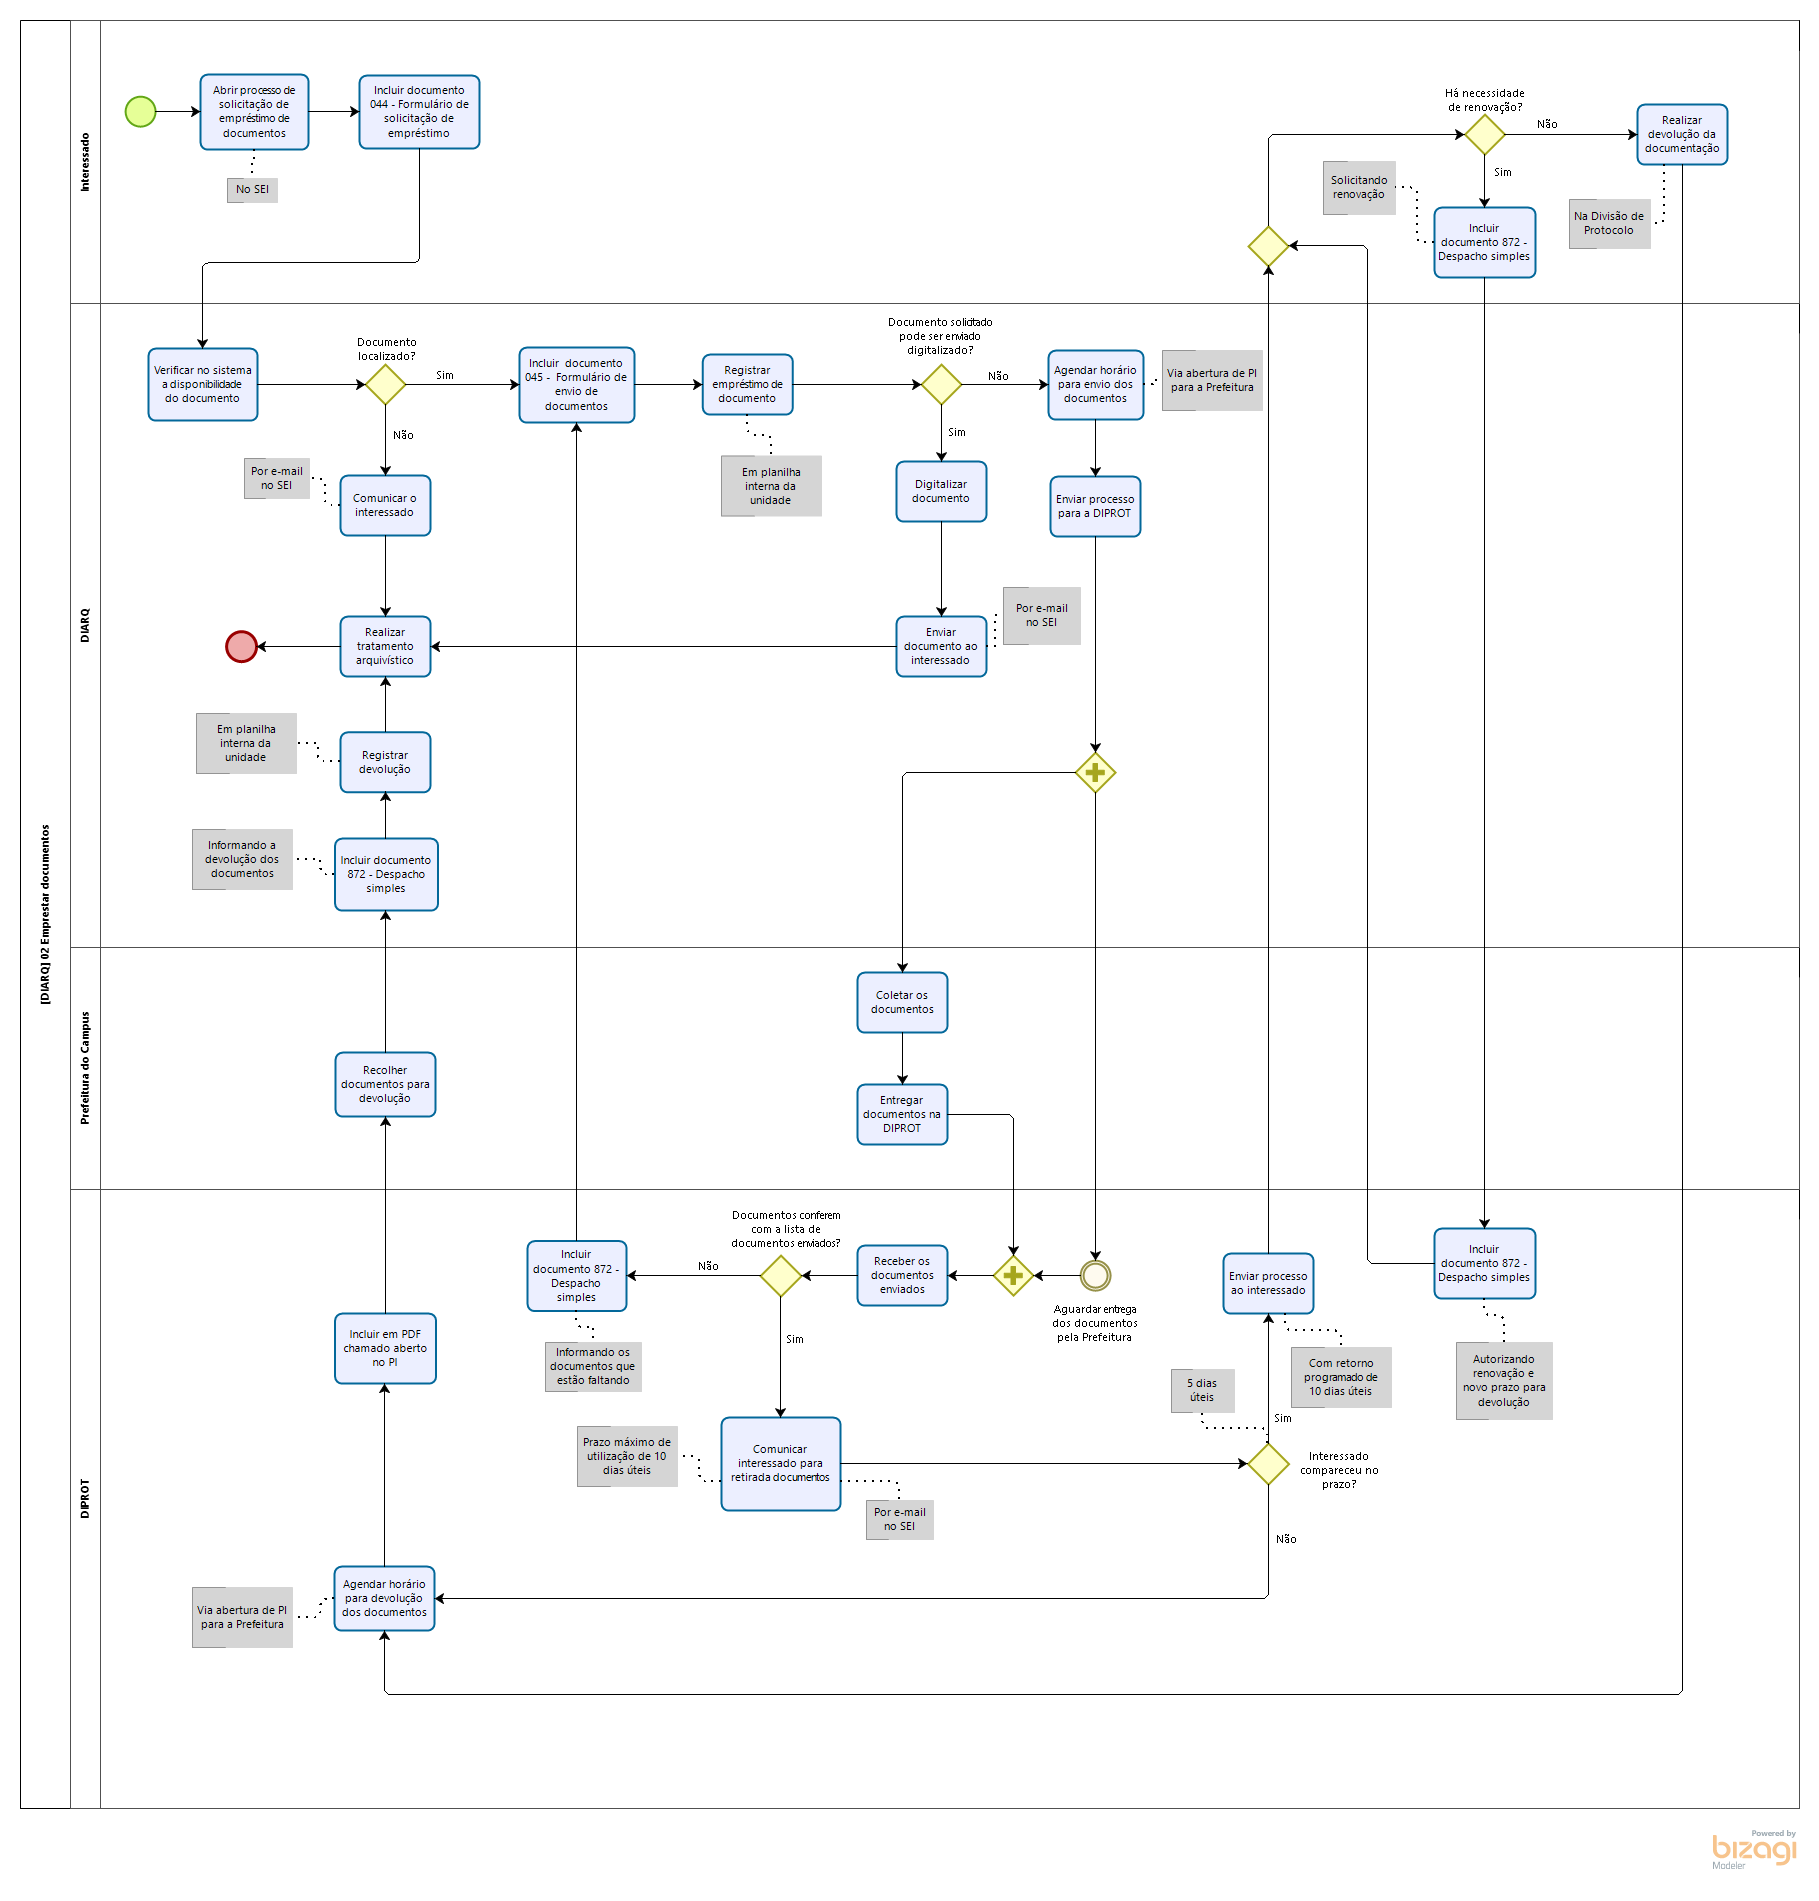 [DIARQ] 02 Emprestar documentos
Interessado
Abrir processo de
solicitação de
empréstimo de
documentos
Incluir documento
044 - Formulário de
solicitação de
empréstimo
No SEI
Há necessidade
de renovação?
Não
Sim
Realizar
devolução da
documentação
Solicitando
renovação
Incluir
documento 872 -
Despacho simples
Na Divisão de
Protocolo
DIARQ
Verificar no sistema
a disponibilidade
do documento
Documento
localizado?
Sim
Não
Incluir  documento
045 -  Formulário de
envio de
documentos
Registrar
empréstimo de
documento
Em planilha
interna da
unidade
Documento solicitado
pode ser enviado
digitalizado?
Não
Sim
Agendar horário
para envio dos
documentos
Via abertura de PI
para a Prefeitura
Por e-mail
no SEI
Comunicar o
interessado
Digitalizar
documento
Enviar processo
para a DIPROT
Realizar
tratamento
arquivístico
Enviar
documento ao
interessado
Por e-mail
no SEI
Em planilha
interna da
unidade
Registrar
devolução
Informando a
devolução dos
documentos
Incluir documento
872 - Despacho
simples
Prefeitura do Campus
Coletar os
documentos
Recolher
documentos para
devolução
Entregar
documentos na
DIPROT
DIPROT
Incluir
documento 872 -
Despacho
simples
Não
Documentos conferem
com a lista de
documentos enviados?
Sim
Receber os
documentos
enviados
Aguardar entrega
dos documentos
pela Prefeitura
Enviar processo
ao interessado
Incluir
documento 872 -
Despacho simples
Incluir em PDF
chamado aberto
no PI
Informando os
documentos que
estão faltando
5 dias
úteis
Com retorno
programado de
10 dias úteis
Autorizando
renovação e
novo prazo para
devolução
Prazo máximo de
utilização de 10
dias úteis
Comunicar
interessado para
retirada documentos
Por e-mail
no SEI
Sim
Interessado
compareceu no
prazo?
Não
Via abertura de PI
para a Prefeitura
Agendar horário
para devolução
dos documentos
Powered by
bizagi
Modeler